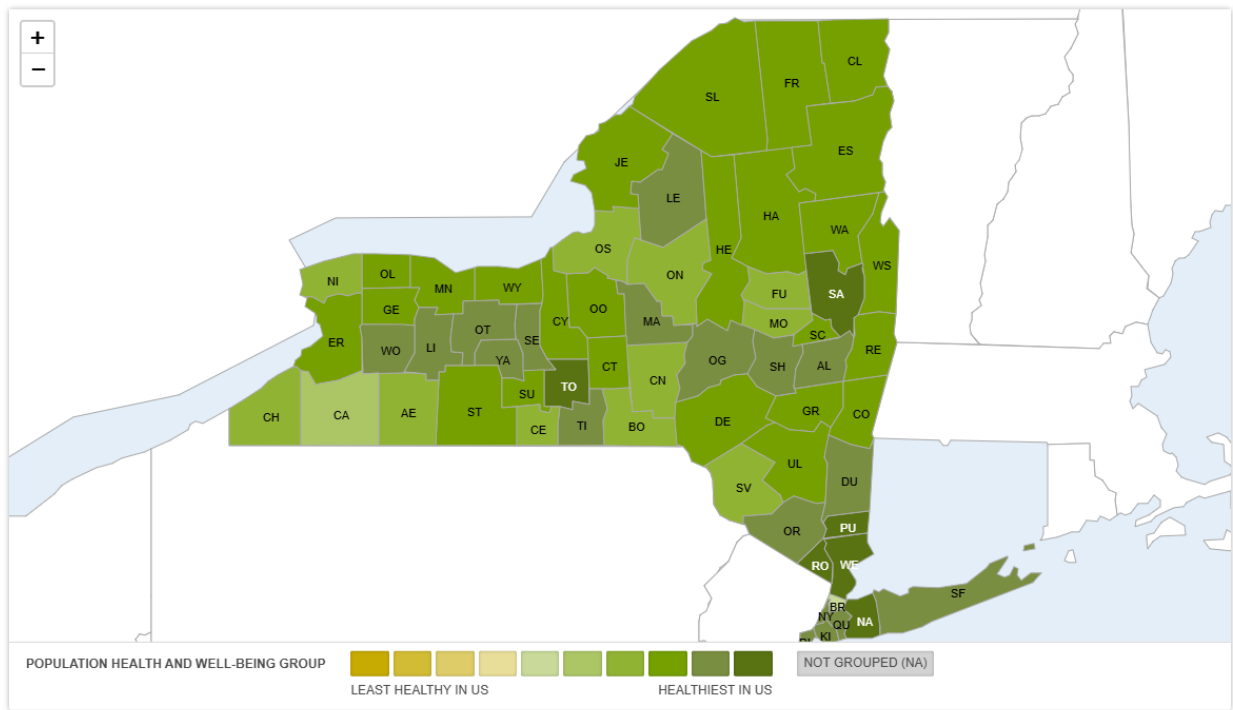 +
−
CL
FR
SL
ES
JE
LE
HA
WA
OS
HE
WS
ON
OL
NI
MN
WY
FU
SA
GE
OO
CY
MA
MO
OT
SC
ER
SE
RE
LI
WO
YA
OG
SH
AL
CT
TO
CN
SU
ST
CH
CA
AE
GR
CO
DE
CE
TI
BO
UL
DU
SV
PU
OR
RO
WE
SF
BR
NY
QU
NA
KI
POPULATION HEALTH AND WELL-BEING GROUP
NOT GROUPED (NA)
LEAST HEALTHY IN US
HEALTHIEST IN US